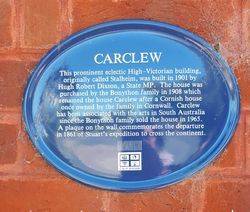 CARCLEW
This prominent eclectic High-Victorian building,
originally called Stalheim, was built in 1901 by
Hugh Robert Dixson, a State MP. The house was
purchased by the Bonython family in 1908 which
renamed the house Carclew after a Cornish house
once owned by the family in Cornwall. Carclew
has been associated with the arts in South Australia
since the Bonython family sold the house in 1965.
A plaque on the wall commemorates the departure
in 1861 of Stuart's expedition to cross the continent.